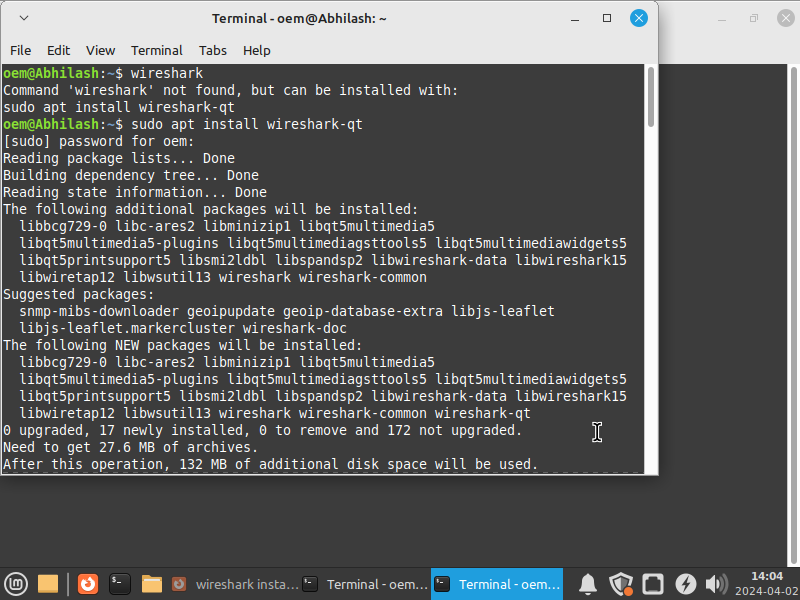 Terminal - oem@Abhilash: ~
File Edit View Terminal Tabs Help
oem@Abhilash:~$ wireshark
Command 'wireshark' not found, but can be installed with:
sudo apt install wireshark-qt
oem@Abhilash:~$ sudo apt install wireshark-qt
[sudo] password for oem:
Reading package lists... Done
Building dependency tree... Done
Reading state information... Done
The following additional packages will be installed:
  libbcg729-0 libc-ares2 libminizip1 libqt5multimedia5
  libqt5multimedia5-plugins libqt5multimediagsttools5 libqt5multimediawidgets5
  libqt5printsupport5 libsmi2ldbl libspandsp2 libwireshark-data libwireshark15
  libwiretap12 libwsutil13 wireshark wireshark-common
Suggested packages:
  snmp-mibs-downloader geoipupdate geoip-database-extra libjs-leaflet
  libjs-leaflet.markercluster wireshark-doc
The following NEW packages will be installed:
  libbcg729-0 libc-ares2 libminizip1 libqt5multimedia5
  libqt5multimedia5-plugins libqt5multimediagsttools5 libqt5multimediawidgets5
  libqt5printsupport5 libsmi2ldbl libspandsp2 libwireshark-data libwireshark15
  libwiretap12 libwsutil13 wireshark wireshark-common wireshark-qt
0 upgraded, 17 newly installed, 0 to remove and 172 not upgraded.
Need to get 27.6 MB of archives.
After this operation, 132 MB of additional disk space will be used.
wireshark insta... Terminal - oem... Terminal - oem... 14:04
2024-04-02